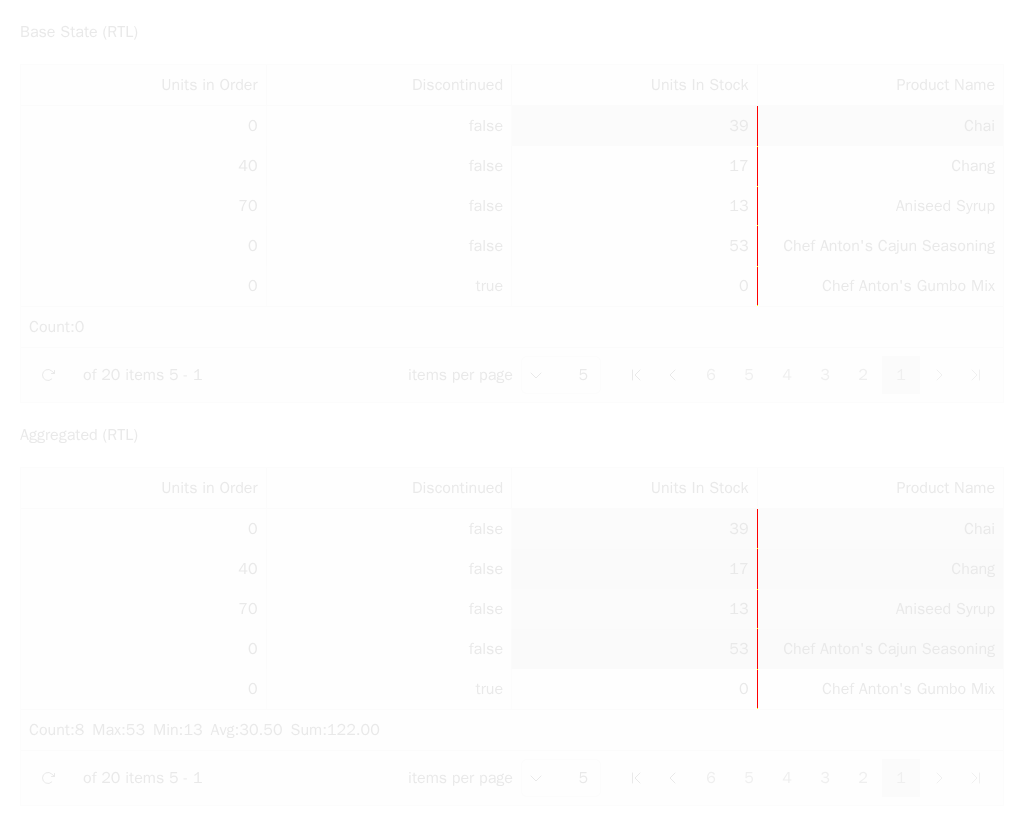 Base State (RTL)
Units in Order Discontinued Units In Stock Product Name
0 false 39 Chai
40 false 17 Chang
70 false 13 Aniseed Syrup
0 false 53 Chef Anton's Cajun Seasoning
0 true 0 Chef Anton's Gumbo Mix
Count:0
of 20 items 5 - 1 items per page 5 6 5 4 3 2 1
Aggregated (RTL)
Units in Order Discontinued Units In Stock Product Name
0 false 39 Chai
40 false 17 Chang
70 false 13 Aniseed Syrup
0 false 53 Chef Anton's Cajun Seasoning
0 true 0 Chef Anton's Gumbo Mix
Count:8 Max:53 Min:13 Avg:30.50 Sum:122.00
of 20 items 5 - 1 items per page 5 6 5 4 3 2 1